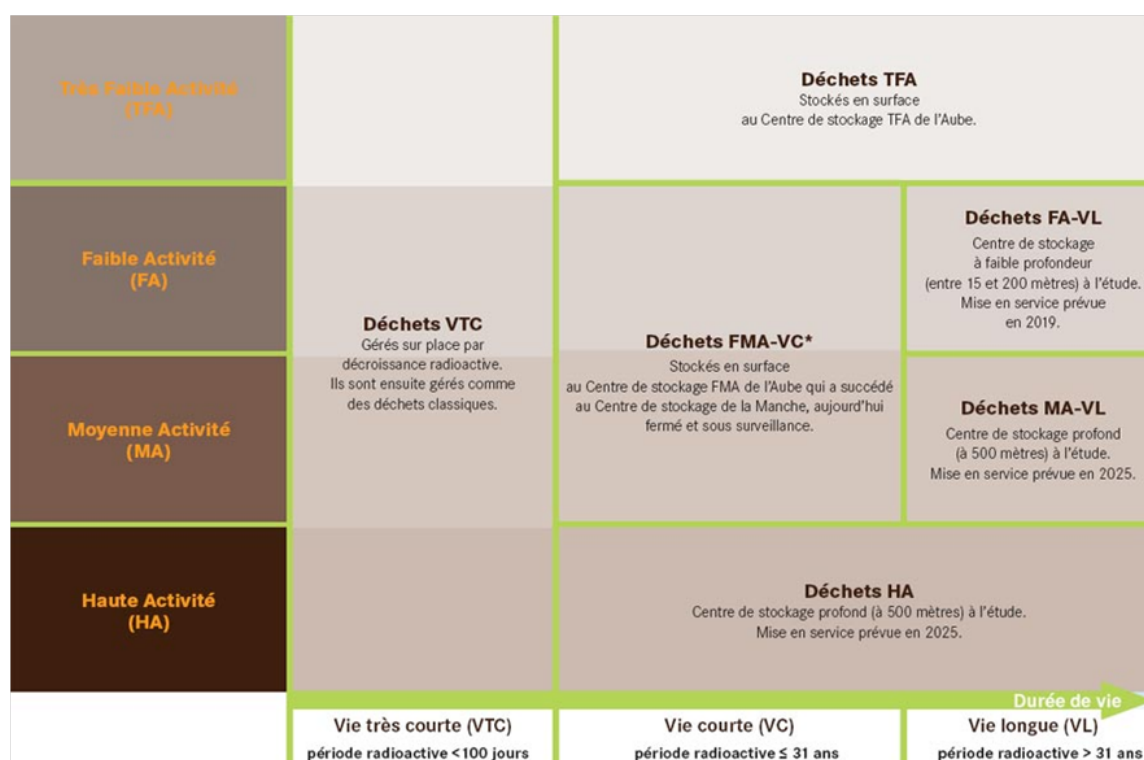 Très Faible Activité
(TFA)
Déchets TFA
Stockés en surface
au Centre de stockage TFA de l'Aube.
Faible Activité
(FA)
Déchets VTC
Gérés sur place par
décroissance radioactive.
Ils sont ensuite gérés comme
des déchets classiques.
Déchets FMA-VC*
Stockés en surface
au Centre de stockage FMA de l'Aube qui a succédé
au Centre de stockage de la Manche, aujourd'hui
fermé et sous surveillance.
Déchets FA-VL
Centre de stockage
à faible profondeur
(entre 15 et 200 mètres) à l'étude.
Mise en service prévue
en 2019.
Moyenne Activité
(MA)
Déchets MA-VL
Centre de stockage profond
(à 500 mètres) à l'étude.
Mise en service prévue en 2025.
Haute Activité
(HA)
Déchets HA
Centre de stockage profond (à 500 mètres) à l'étude.
Mise en service prévue en 2025.
Durée de vie
Vie très courte (VTC)
période radioactive <100 jours
Vie courte (VC)
période radioactive ≤ 31 ans
Vie longue (VL)
période radioactive > 31 ans